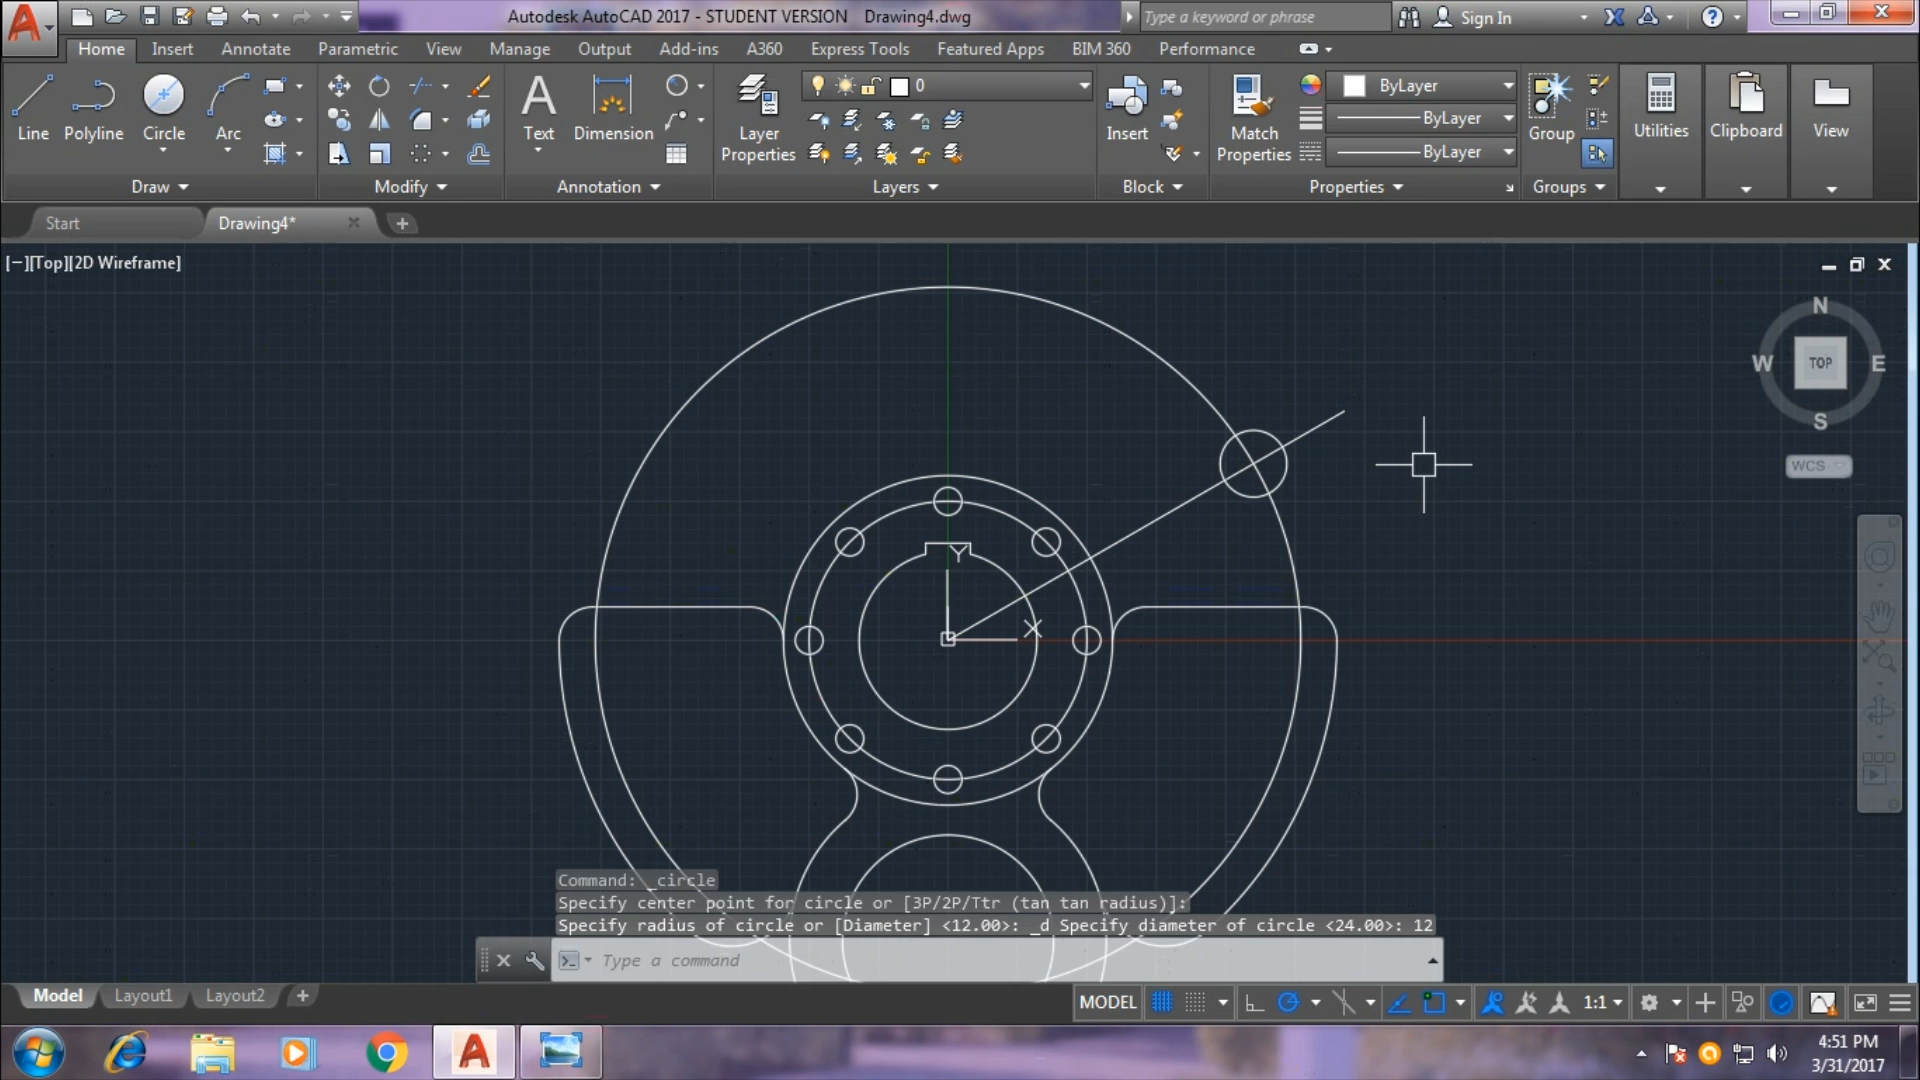 Autodesk AutoCAD 2017 - STUDENT VERSION    Drawing4.dwg
Type a keyword or phrase
Sign In
Home Insert Annotate Parametric View Manage Output Add-ins A360 Express Tools Featured Apps BIM 360 Performance
Line Polyline Circle Arc
Draw
Modify
Text Dimension
Annotation
Layer Properties
0
Layers
Insert
Block
Match Properties
ByLayer
ByLayer
ByLayer
Properties
Group
Groups
Utilities
Clipboard
View
Start
Drawing4*
[−][Top][2D Wireframe]
N
W TOP E
S
WCS
Y
X
Command: _circle
Specify center point for circle or [3P/2P/Ttr (tan tan radius)]:
Specify radius of circle or [Diameter] <12.00>: _d Specify diameter of circle <24.00>: 12
Type a command
Model Layout1 Layout2
MODEL
1:1
4:51 PM
3/31/2017